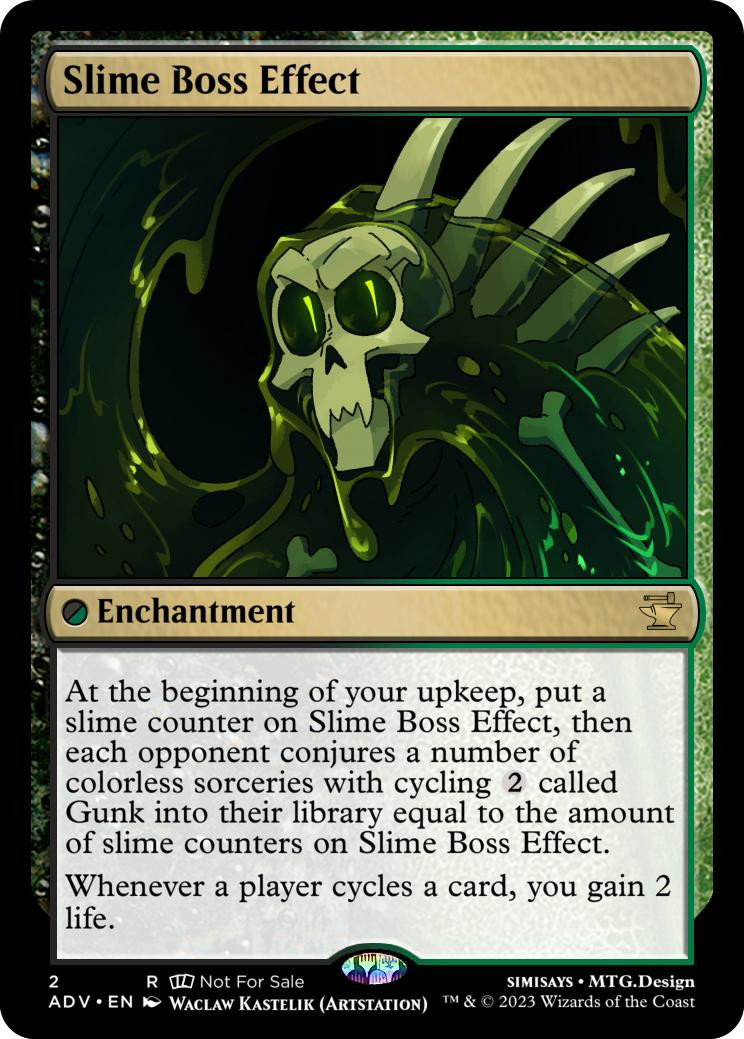 Slime Boss Effect
Enchantment
At the beginning of your upkeep, put a
slime counter on Slime Boss Effect, then
each opponent conjures a number of
colorless sorceries with cycling 2 called
Gunk into their library equal to the amount
of slime counters on Slime Boss Effect.
Whenever a player cycles a card, you gain 2
life.
2 R Not For Sale SIMISAYS • MTG.Design
ADV • EN WACLAW KASTELIK (ARTSTATION) ™ & © 2023 Wizards of the Coast